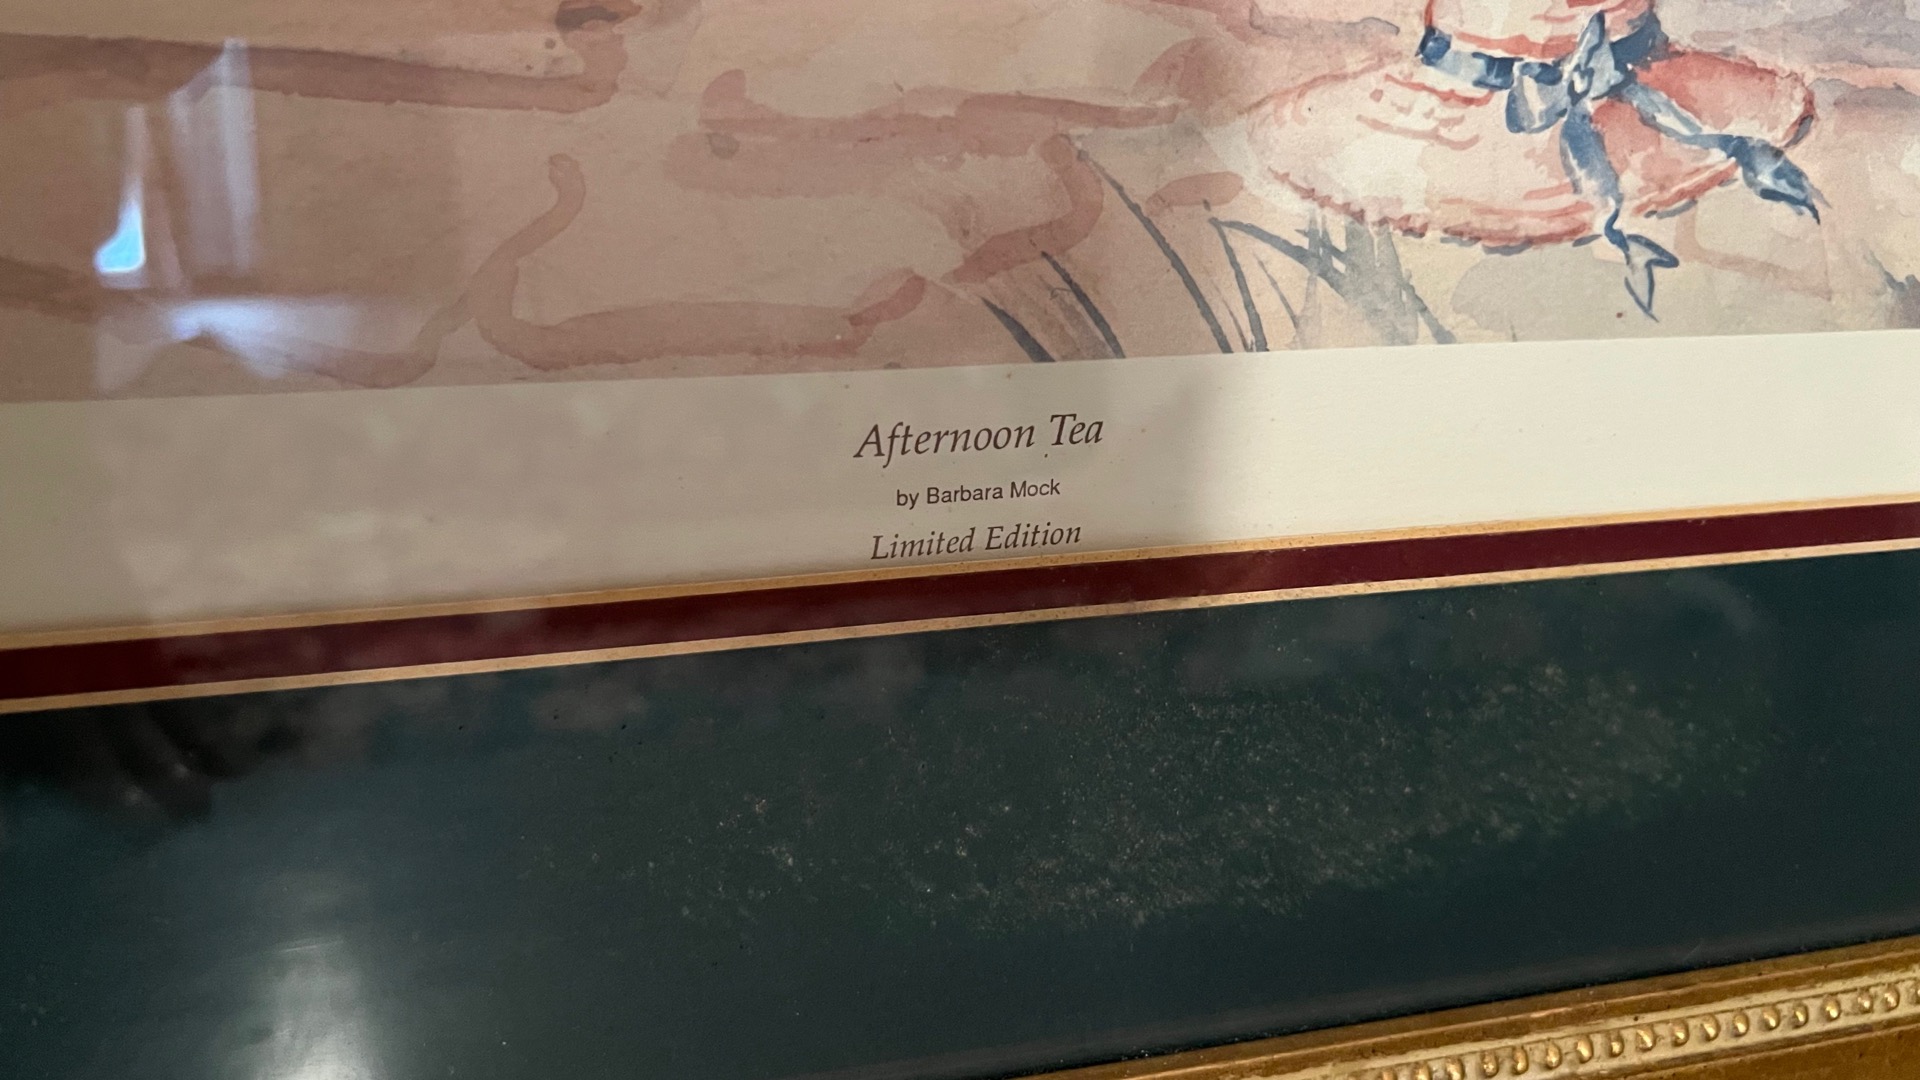 Afternoon Tea
by Barbara Mock
Limited Edition